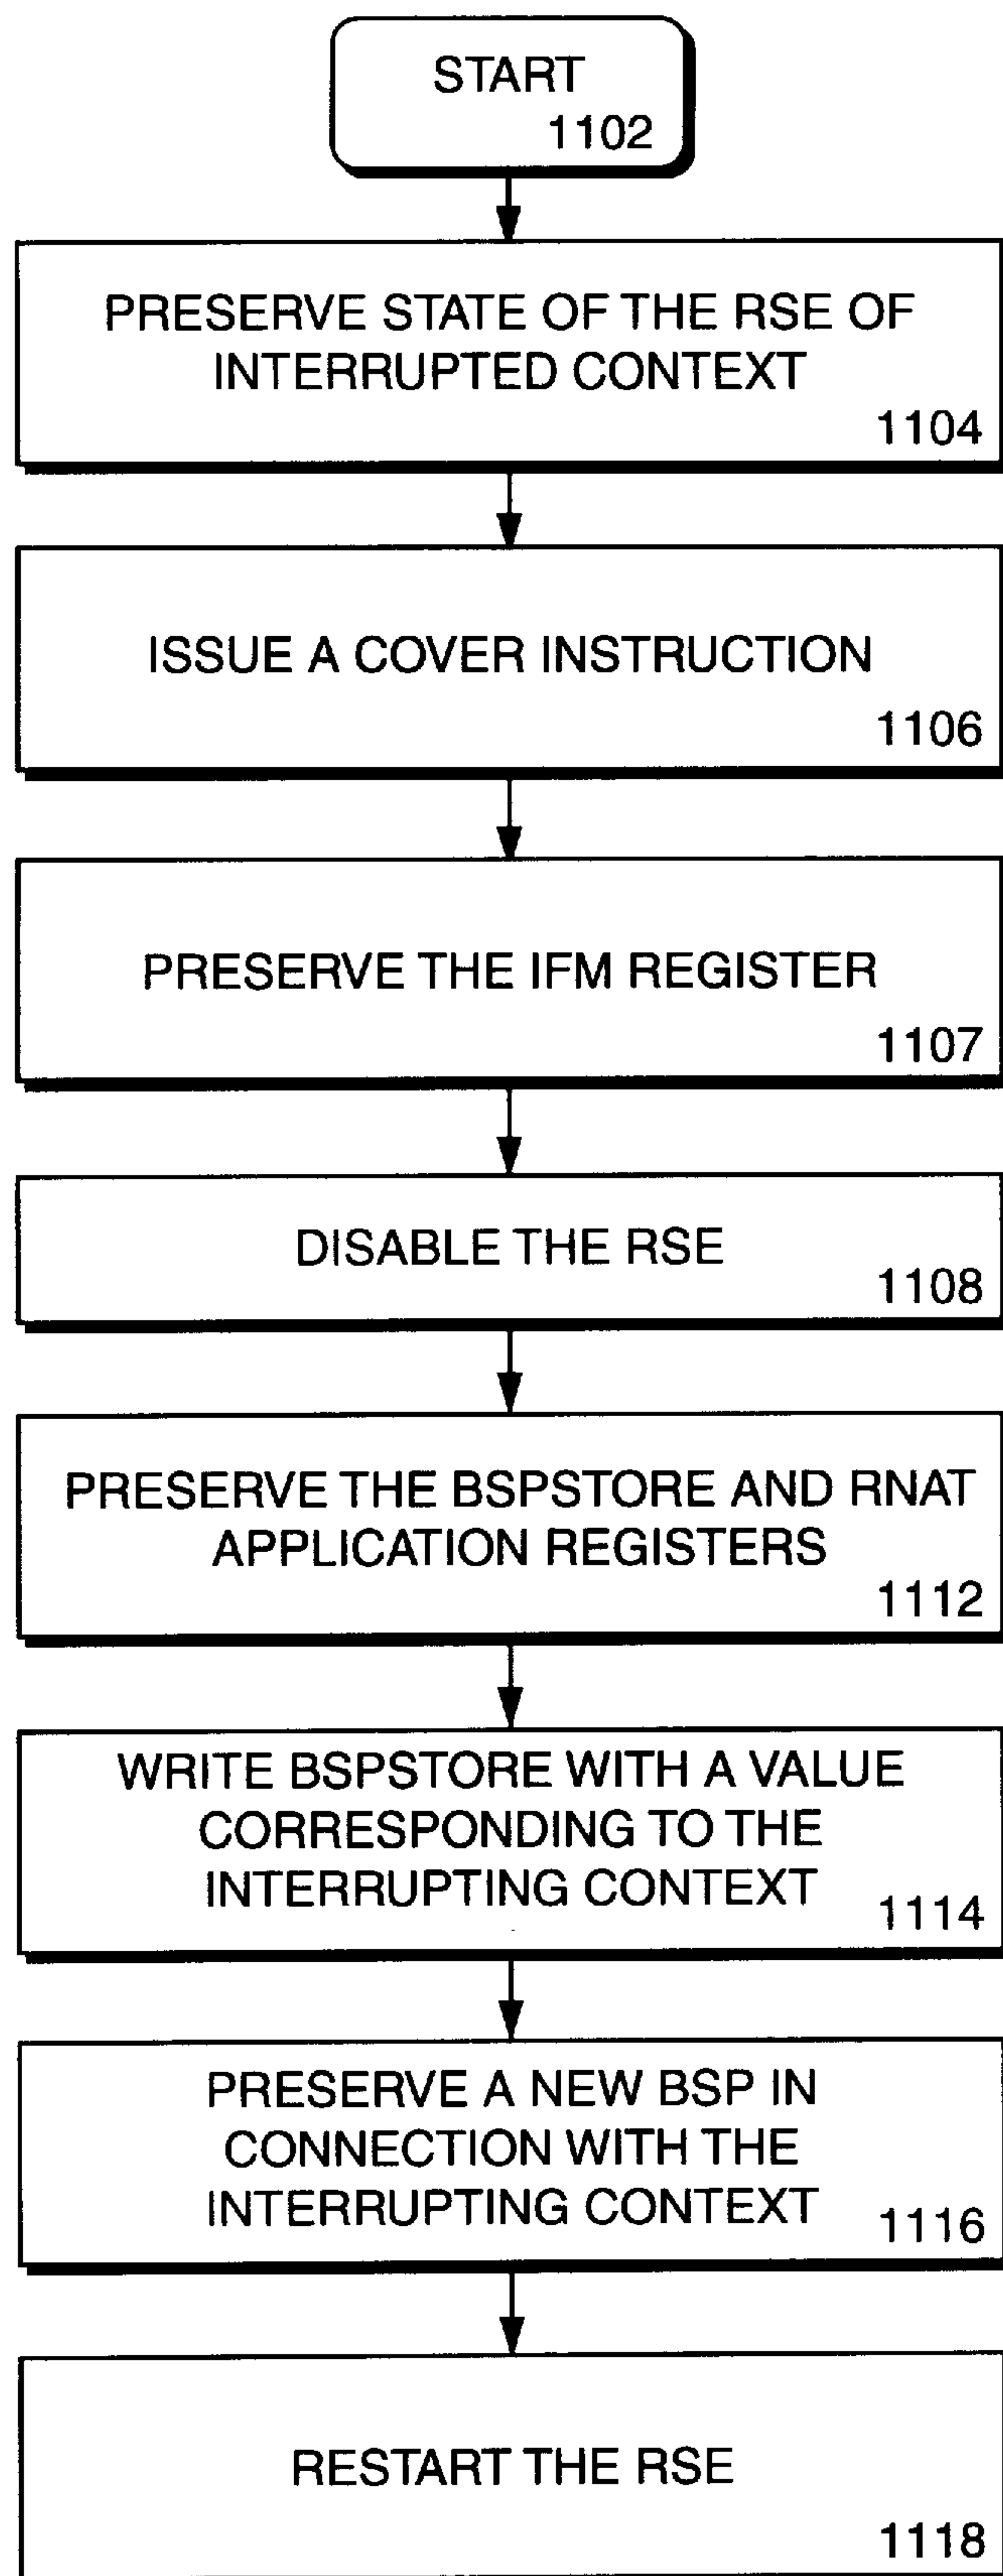 START
1102
PRESERVE STATE OF THE RSE OF
INTERRUPTED CONTEXT
1104
ISSUE A COVER INSTRUCTION
1106
PRESERVE THE IFM REGISTER
1107
DISABLE THE RSE
1108
PRESERVE THE BSPSTORE AND RNAT
APPLICATION REGISTERS
1112
WRITE BSPSTORE WITH A VALUE
CORRESPONDING TO THE
INTERRUPTING CONTEXT
1114
PRESERVE A NEW BSP IN
CONNECTION WITH THE
INTERRUPTING CONTEXT
1116
RESTART THE RSE
1118